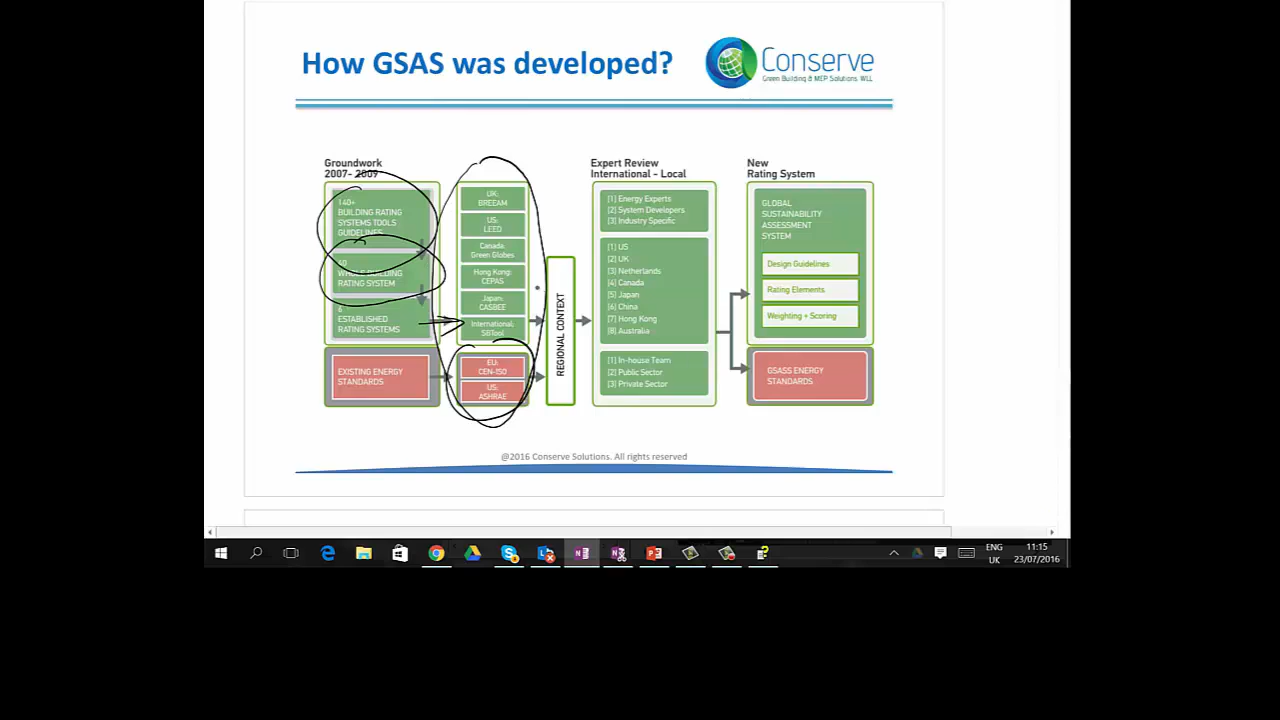 How GSAS was developed?
Conserve
Green Building & MEP Solutions WLL
Groundwork
2007- 2009
140+
BUILDING RATING
SYSTEMS TOOLS
GUIDELINES
WHOLE BUILDING
RATING SYSTEM
6
ESTABLISHED
RATING SYSTEMS
EXISTING ENERGY
STANDARDS
UK:
BREEAM
US:
LEED
Canada:
Green Globes
Hong Kong:
CEPAS
Japan:
CASBEE
International:
SBTool
EU:
CEN-ISO
US:
ASHRAE
REGIONAL CONTEXT
Expert Review
International - Local
[1] Energy Experts
[2] System Developers
[3] Industry Specific
[1] US
[2] UK
[3] Netherlands
[4] Canada
[5] Japan
[6] China
[7] Hong Kong
[8] Australia
[1] In-house Team
[2] Public Sector
[3] Private Sector
New
Rating System
GLOBAL
SUSTAINABILITY
ASSESSMENT
SYSTEM
Design Guidelines
Rating Elements
Weighting + Scoring
GSASS ENERGY
STANDARDS
@2016 Conserve Solutions. All rights reserved
ENG
UK
11:15
23/07/2016